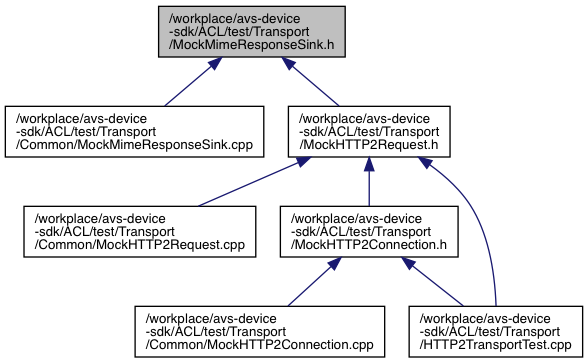 /workplace/avs-device
-sdk/ACL/test/Transport
/MockMimeResponseSink.h
/workplace/avs-device
-sdk/ACL/test/Transport
/Common/MockMimeResponseSink.cpp
/workplace/avs-device
-sdk/ACL/test/Transport
/MockHTTP2Request.h
/workplace/avs-device
-sdk/ACL/test/Transport
/Common/MockHTTP2Request.cpp
/workplace/avs-device
-sdk/ACL/test/Transport
/MockHTTP2Connection.h
/workplace/avs-device
-sdk/ACL/test/Transport
/Common/MockHTTP2Connection.cpp
/workplace/avs-device
-sdk/ACL/test/Transport
/HTTP2TransportTest.cpp